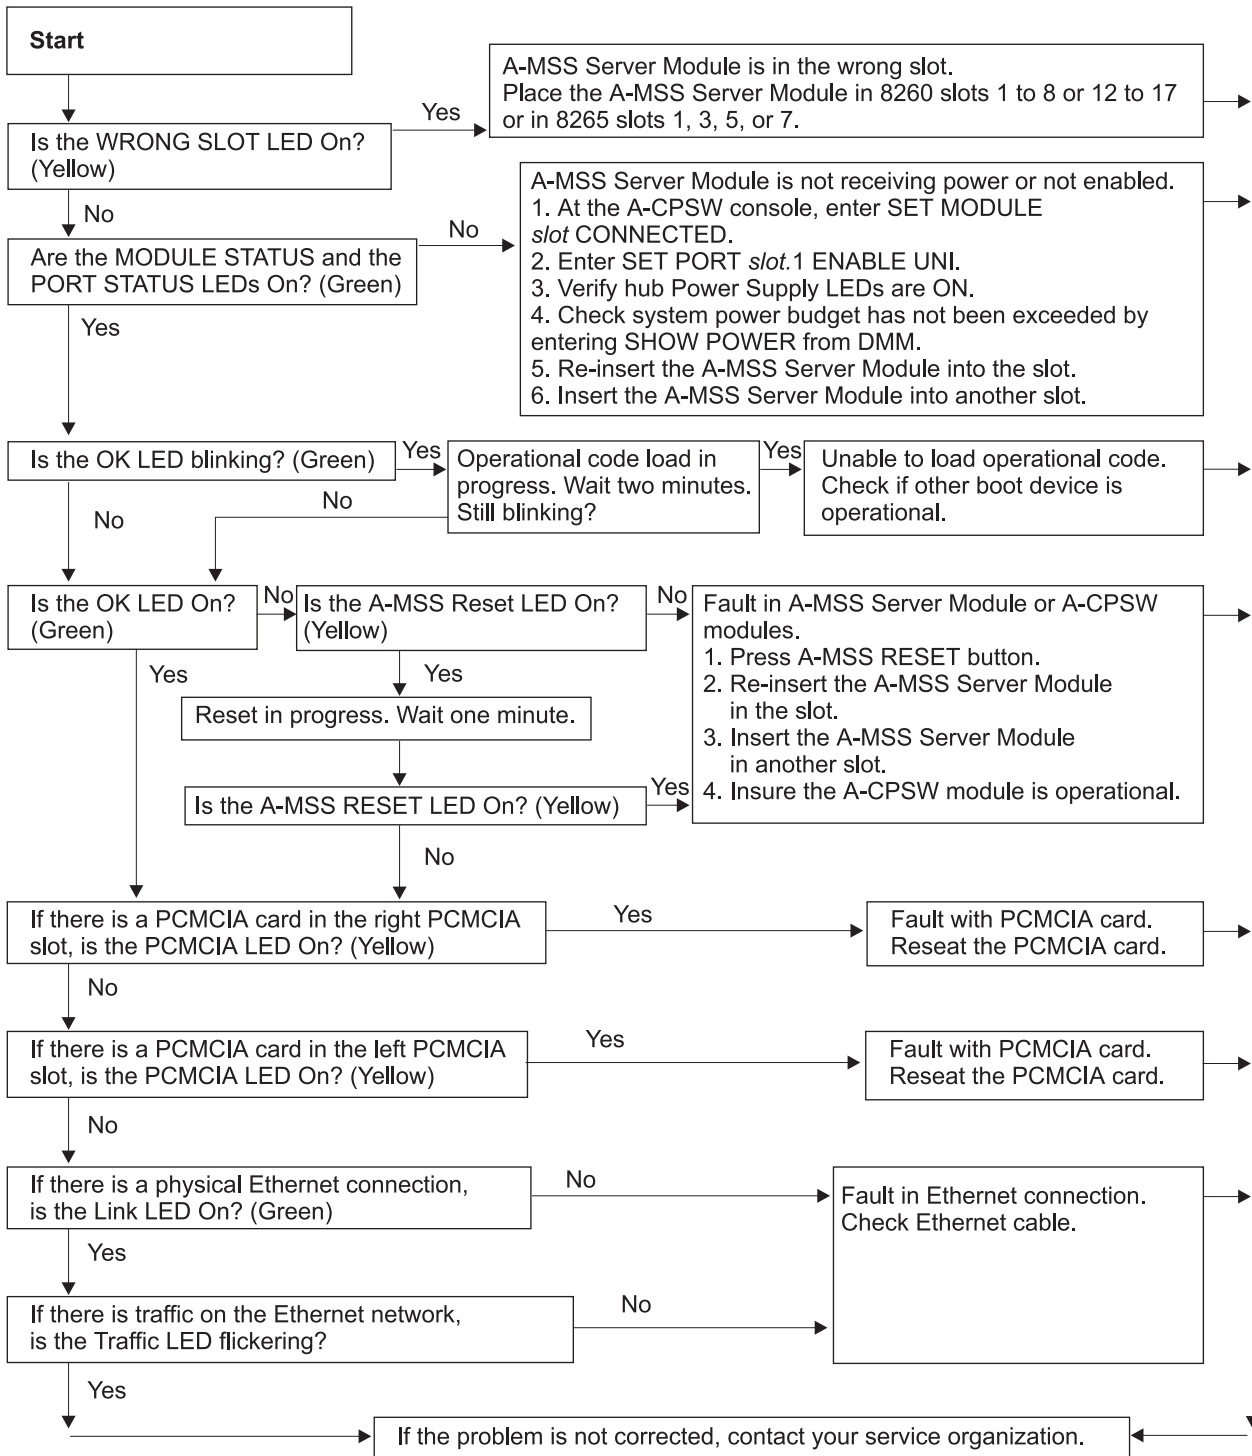 Start
A-MSS Server Module is in the wrong slot.
Place the A-MSS Server Module in 8260 slots 1 to 8 or 12 to 17
or in 8265 slots 1, 3, 5, or 7.
Yes
Is the WRONG SLOT LED On?
(Yellow)
No
A-MSS Server Module is not receiving power or not enabled.
1. At the A-CPSW console, enter SET MODULE
slot CONNECTED.
2. Enter SET PORT slot.1 ENABLE UNI.
3. Verify hub Power Supply LEDs are ON.
4. Check system power budget has not been exceeded by
entering SHOW POWER from DMM.
5. Re-insert the A-MSS Server Module into the slot.
6. Insert the A-MSS Server Module into another slot.
No
Are the MODULE STATUS and the
PORT STATUS LEDs On? (Green)
Yes
Is the OK LED blinking? (Green)
Yes
Operational code load in
progress. Wait two minutes.
Still blinking?
Yes
Unable to load operational code.
Check if other boot device is
operational.
No
No
Is the OK LED On?
(Green)
No
Is the A-MSS Reset LED On?
(Yellow)
No
Fault in A-MSS Server Module or A-CPSW
modules.
1. Press A-MSS RESET button.
2. Re-insert the A-MSS Server Module
in the slot.
3. Insert the A-MSS Server Module
in another slot.
4. Insure the A-CPSW module is operational.
Yes
Yes
Reset in progress. Wait one minute.
Is the A-MSS RESET LED On? (Yellow)
Yes
No
If there is a PCMCIA card in the right PCMCIA
slot, is the PCMCIA LED On? (Yellow)
Yes
Fault with PCMCIA card.
Reseat the PCMCIA card.
No
If there is a PCMCIA card in the left PCMCIA
slot, is the PCMCIA LED On? (Yellow)
Yes
Fault with PCMCIA card.
Reseat the PCMCIA card.
No
If there is a physical Ethernet connection,
is the Link LED On? (Green)
No
Fault in Ethernet connection.
Check Ethernet cable.
Yes
If there is traffic on the Ethernet network,
is the Traffic LED flickering?
No
Yes
If the problem is not corrected, contact your service organization.